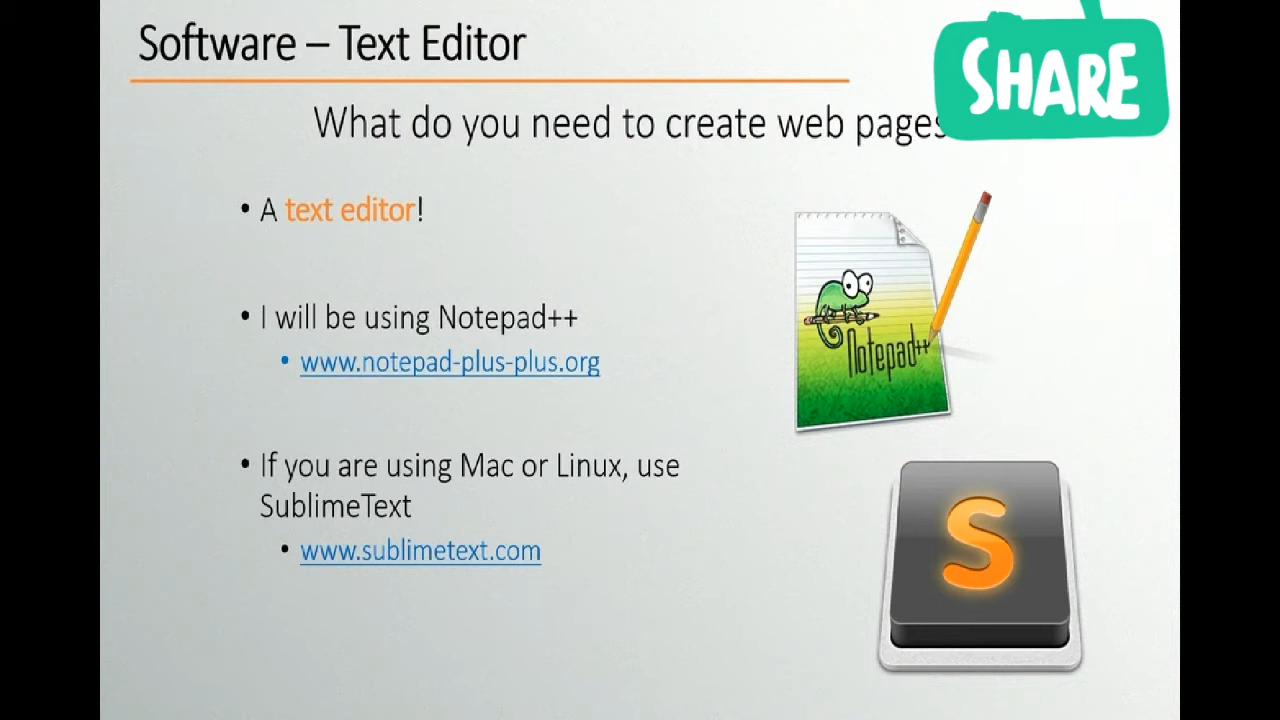 Software – Text Editor
SHARE
What do you need to create web pages
• A text editor!
• I will be using Notepad++
• www.notepad-plus-plus.org
Notepad++
• If you are using Mac or Linux, use
SublimeText
• www.sublimetext.com
S